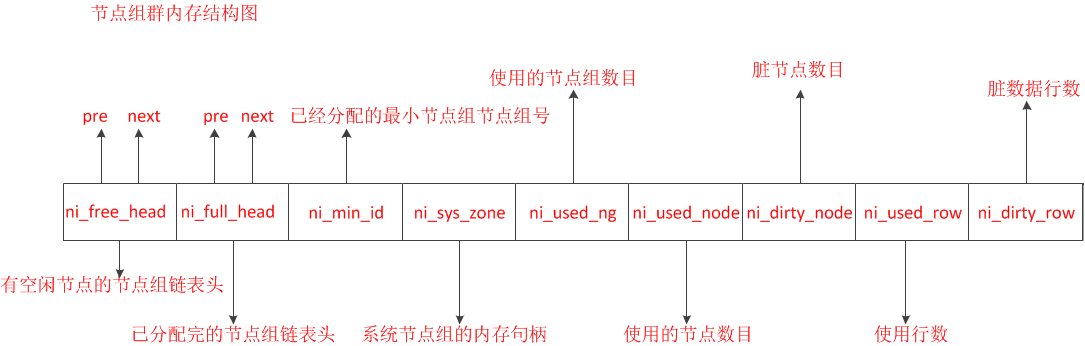 节点组群内存结构图
脏节点数目
使用的节点组数目
脏数据行数
pre next pre next 已经分配的最小节点组节点组号
ni_free_head ni_full_head ni_min_id ni_sys_zone ni_used_ng ni_used_node ni_dirty_node ni_used_row ni_dirty_row
有空闲节点的节点组链表头
已分配完的节点组链表头 系统节点组的内存句柄 使用的节点数目 使用行数